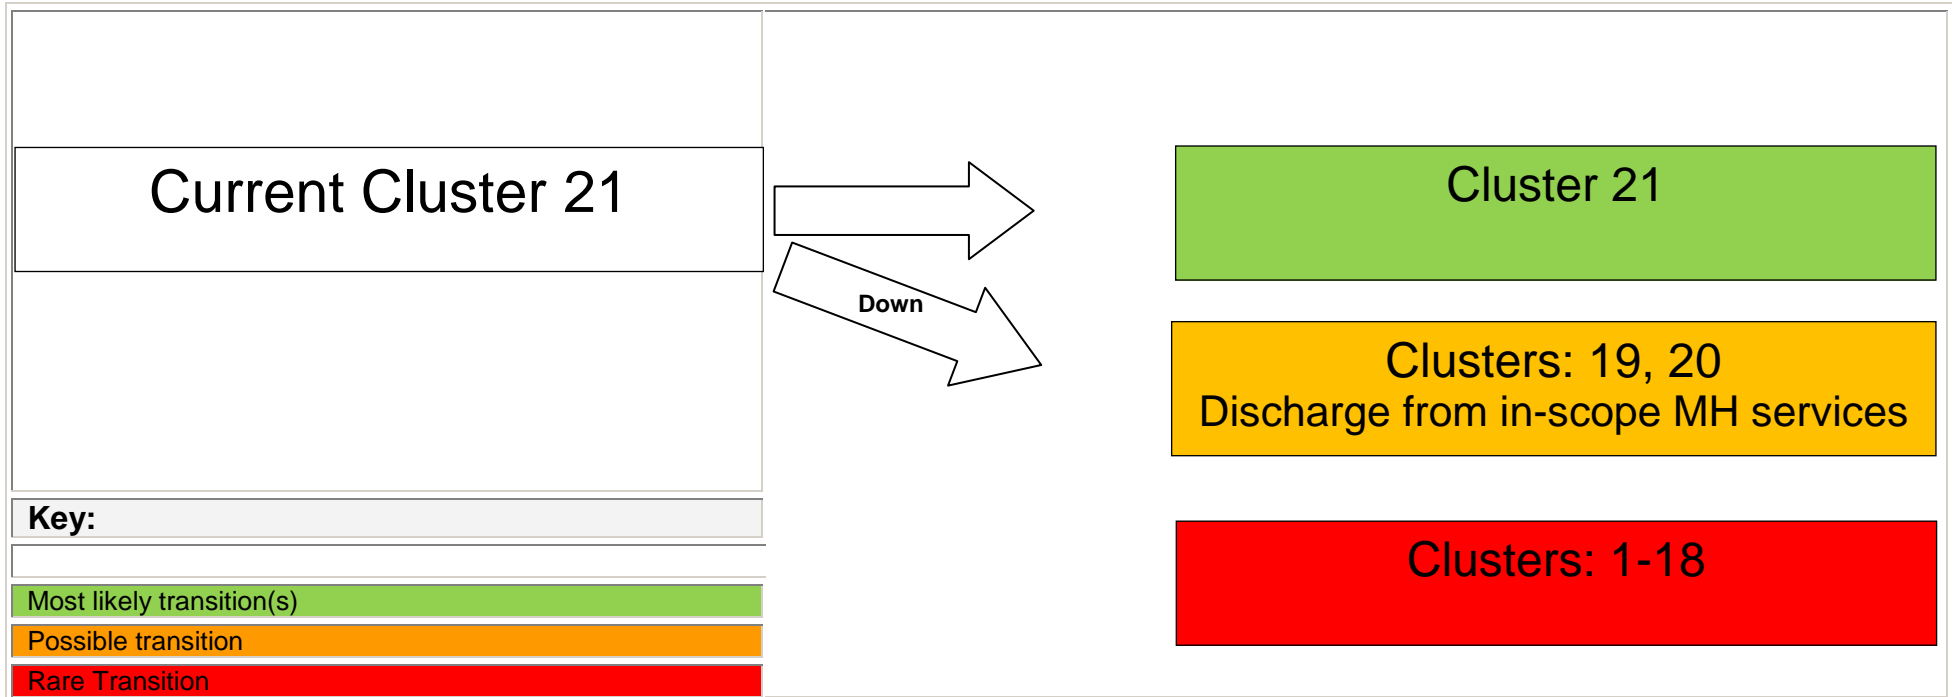 Current Cluster 21
Down
Cluster 21
Clusters: 19, 20
Discharge from in-scope MH services
Clusters: 1-18
Key:
Most likely transition(s)
Possible transition
Rare Transition